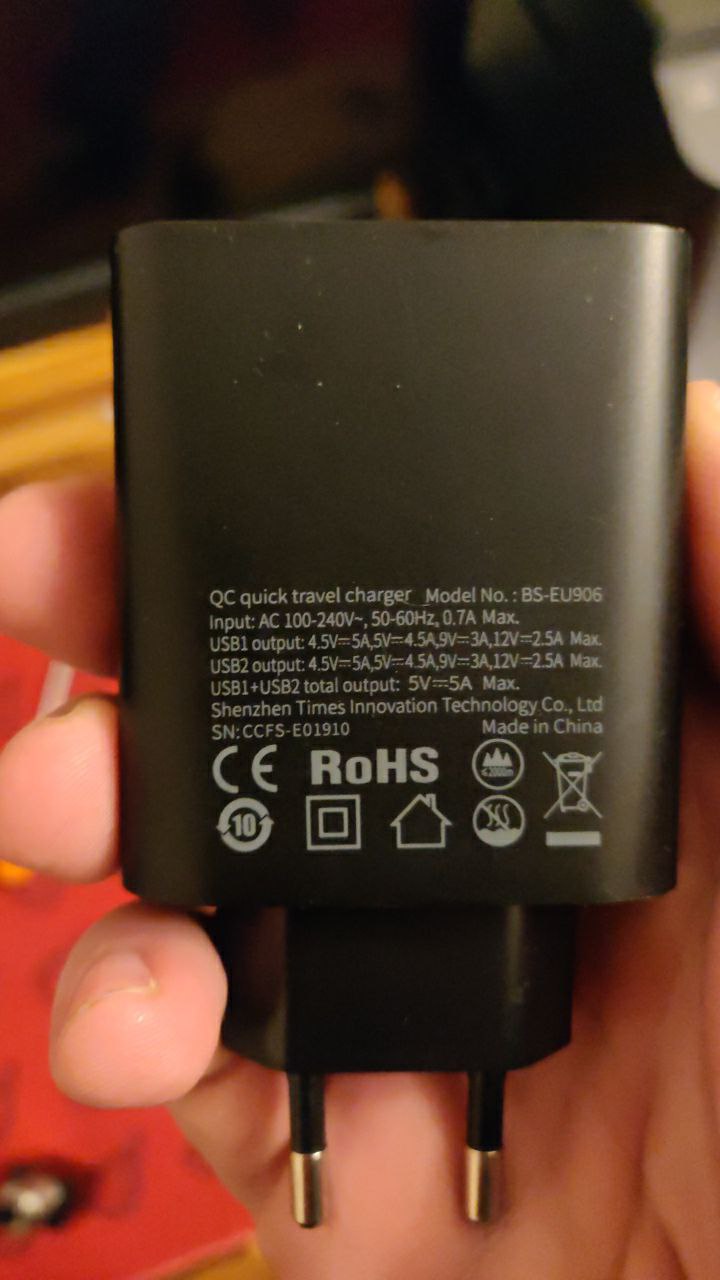 QC quick travel charger Model No. : BS-EU906
Input: AC 100-240V~, 50-60Hz, 0.7A Max.
USB1 output: 4.5V⎓5A,5V⎓4.5A,9V⎓3A,12V⎓2.5A Max.
USB2 output: 4.5V⎓5A,5V⎓4.5A,9V⎓3A,12V⎓2.5A Max.
USB1+USB2 total output: 5V⎓5A Max.
Shenzhen Times Innovation Technology Co., Ltd
SN:CCFS-E01910 Made in China
CE RoHS ≤2000m
10